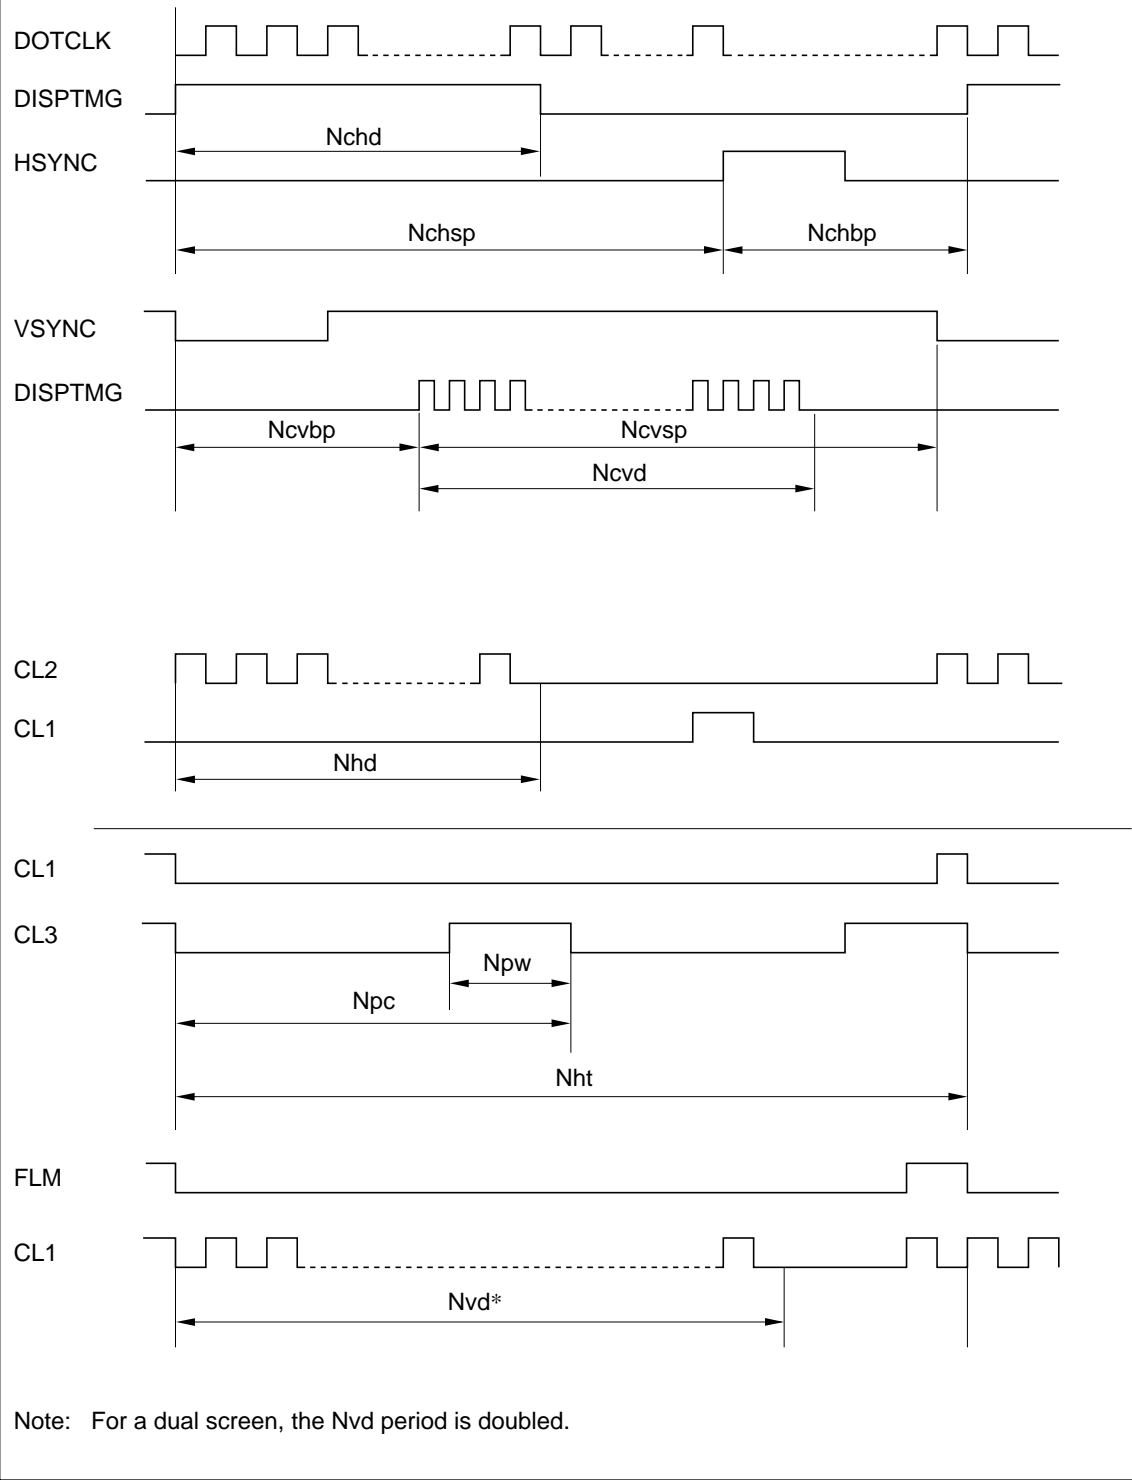 DOTCLK
DISPTMG
Nchd
HSYNC
Nchsp
Nchbp
VSYNC
DISPTMG
Ncvbp
Ncvsp
Ncvd
CL2
CL1
Nhd
CL1
CL3
Npw
Npc
Nht
FLM
CL1
Nvd*
Note: For a dual screen, the Nvd period is doubled.